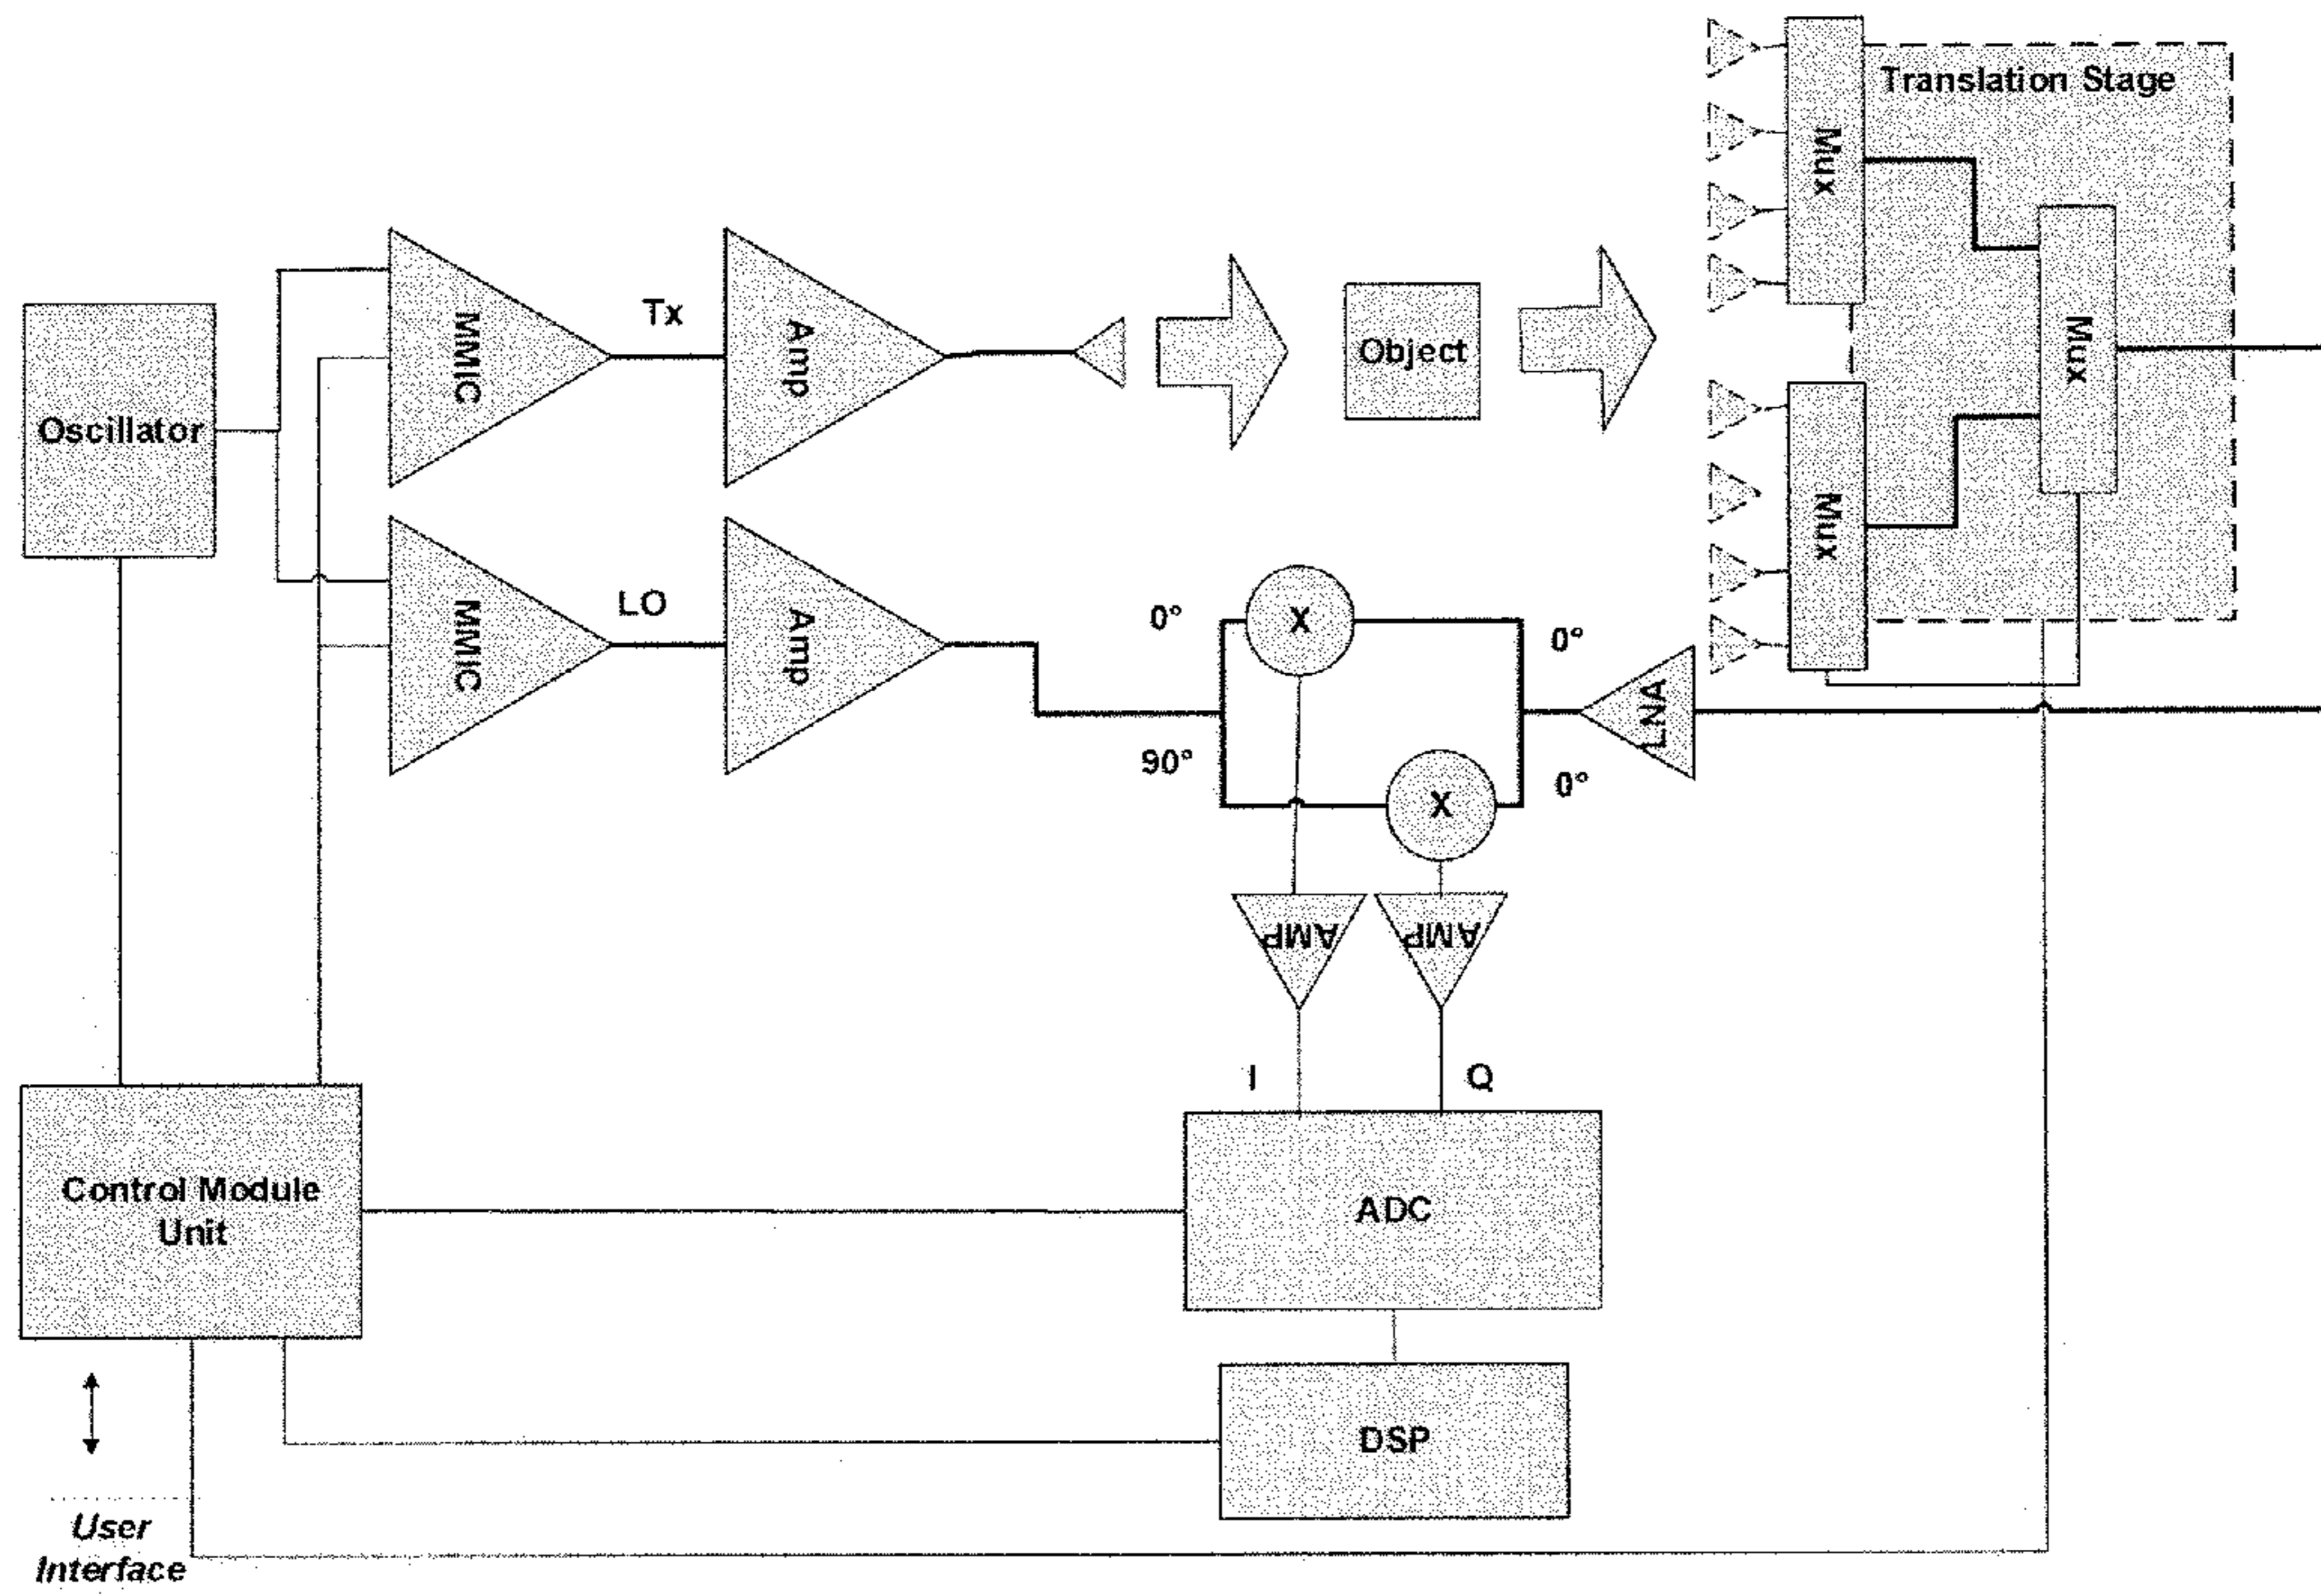 Translation Stage
Mux
Mux
Tx
MMIC
Amp
Object
Oscillator
Mux
LO
MMIC
Amp
0°
X
0°
LNA
90°
0°
X
AMP
AMP
I
Q
Control Module
Unit
ADC
DSP
User
Interface